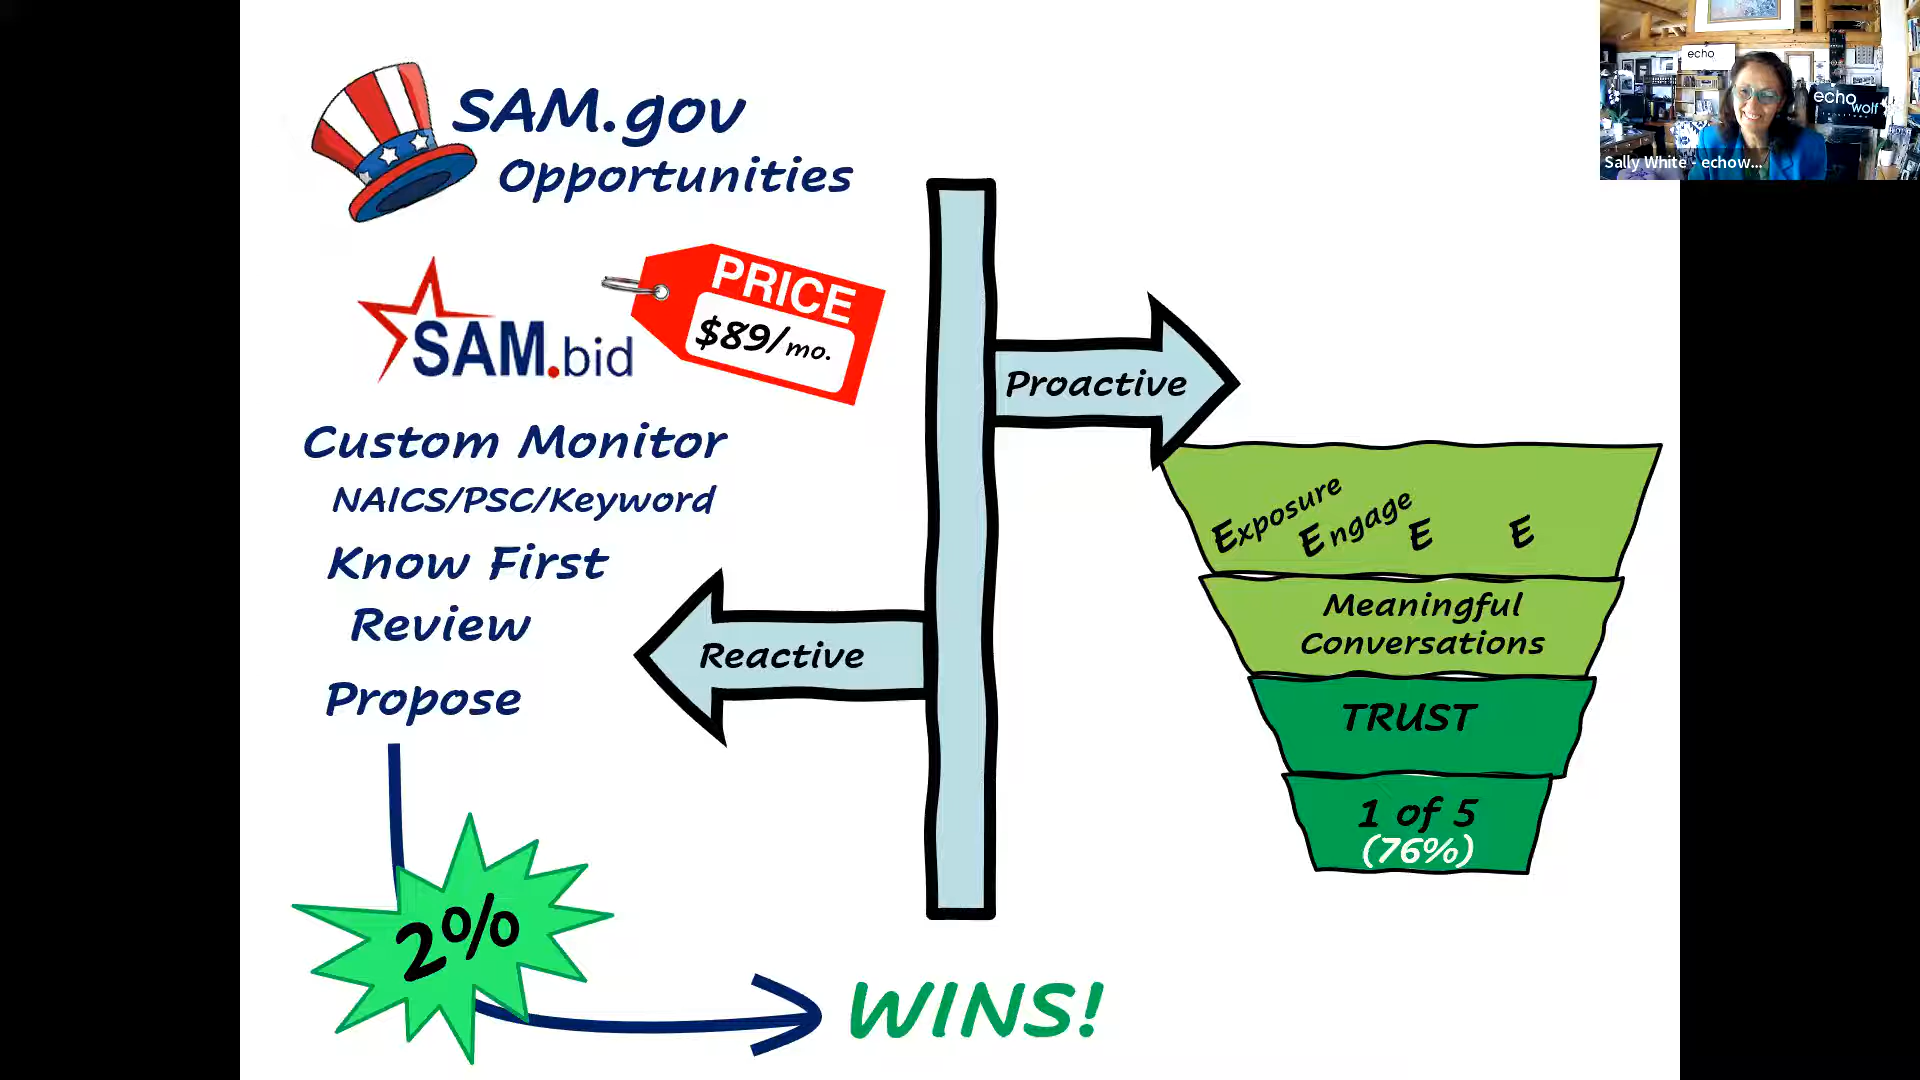 SAM.gov
Opportunities
SAM.bid
PRICE
$89/mo.
Custom Monitor
NAICS/PSC/Keyword
Know First
Review
Propose
2%
WINS!
Proactive
Reactive
Exposure
Engage
E
E
Meaningful
Conversations
TRUST
1 of 5
(76%)
echo
echo
wolf
Sally White - echow...